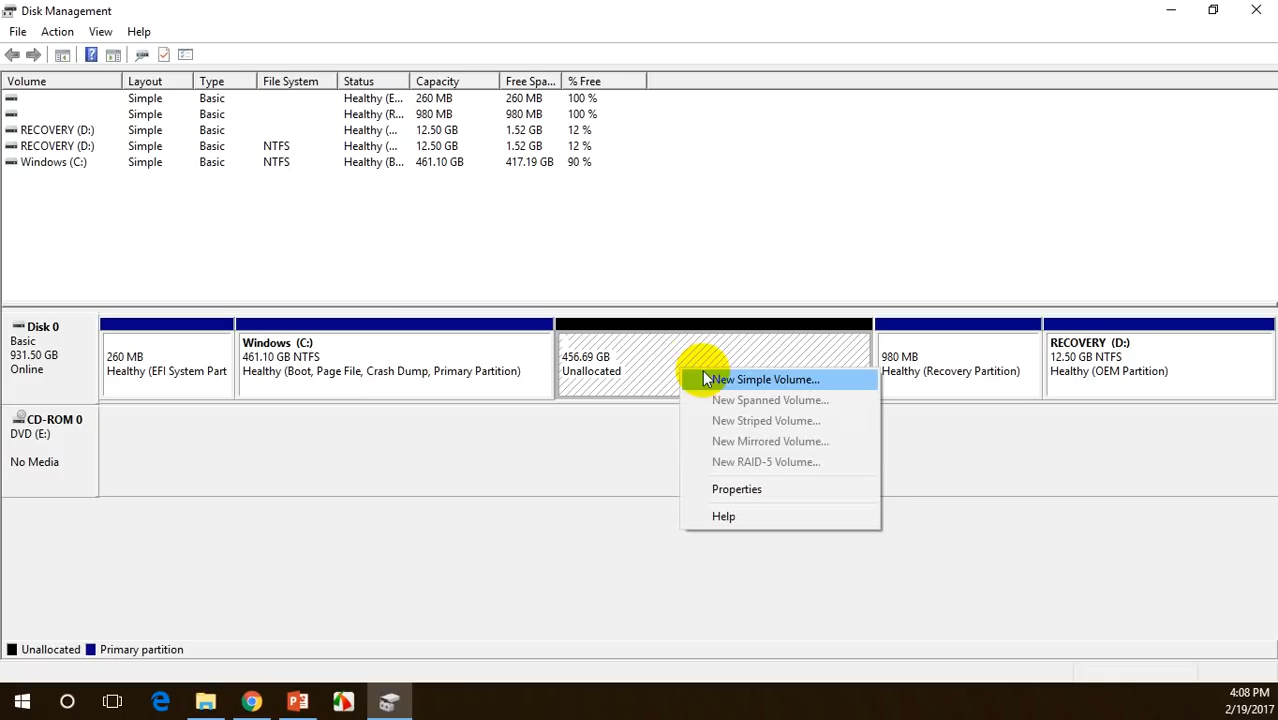 Disk Management
File Action View Help
Volume Layout Type File System Status Capacity Free Spa... % Free
Simple Basic Healthy (E... 260 MB 260 MB 100 %
Simple Basic Healthy (R... 980 MB 980 MB 100 %
RECOVERY (D:) Simple Basic Healthy (... 12.50 GB 1.52 GB 12 %
RECOVERY (D:) Simple Basic NTFS Healthy (... 12.50 GB 1.52 GB 12 %
Windows (C:) Simple Basic NTFS Healthy (B... 461.10 GB 417.19 GB 90 %
Disk 0
Basic
931.50 GB
Online
260 MB
Healthy (EFI System Part
Windows (C:)
461.10 GB NTFS
Healthy (Boot, Page File, Crash Dump, Primary Partition)
456.69 GB
Unallocated
980 MB
Healthy (Recovery Partition)
RECOVERY (D:)
12.50 GB NTFS
Healthy (OEM Partition)
New Simple Volume...
New Spanned Volume...
New Striped Volume...
New Mirrored Volume...
New RAID-5 Volume...
Properties
Help
CD-ROM 0
DVD (E:)
No Media
Unallocated Primary partition
4:08 PM
2/19/2017